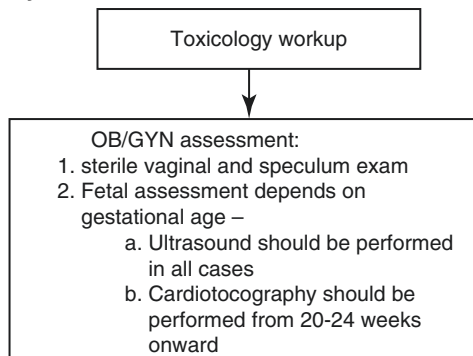 Toxicology workup
OB/GYN assessment:
1. sterile vaginal and speculum exam
2. Fetal assessment depends on
gestational age –
a. Ultrasound should be performed
in all cases
b. Cardiotocography should be
performed from 20-24 weeks
onward